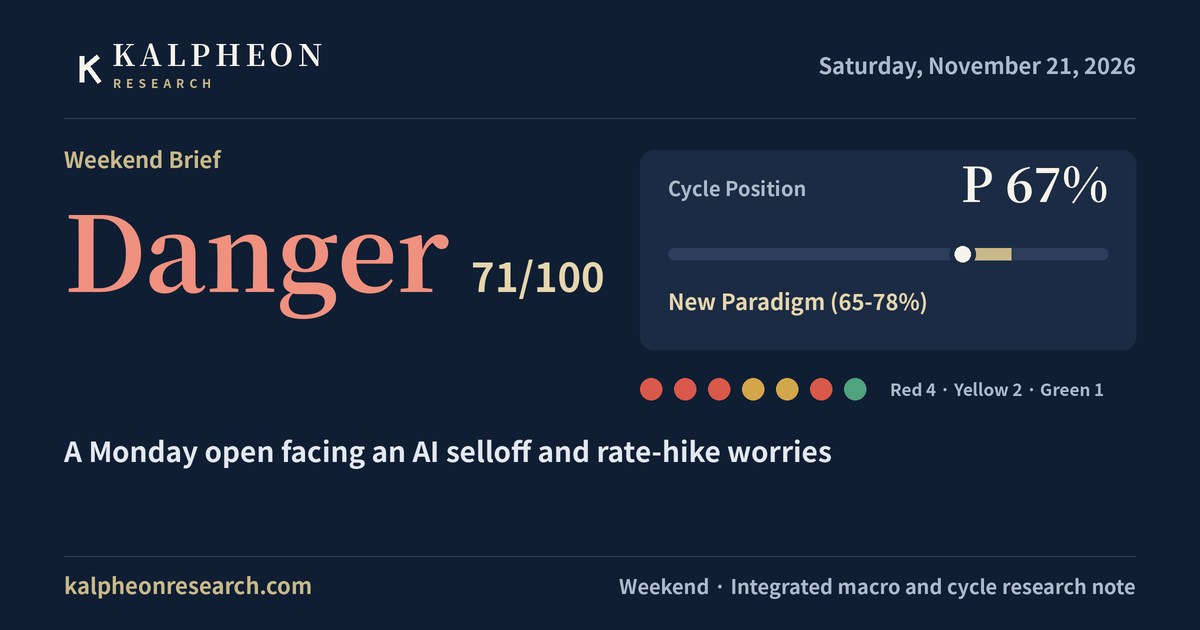 K KALPHEON
RESEARCH
Saturday, November 21, 2026
Weekend Brief
Danger 71/100
Cycle Position
P 67%
New Paradigm (65-78%)
Red 4 · Yellow 2 · Green 1
A Monday open facing an AI selloff and rate-hike worries
kalpheonresearch.com
Weekend · Integrated macro and cycle research note